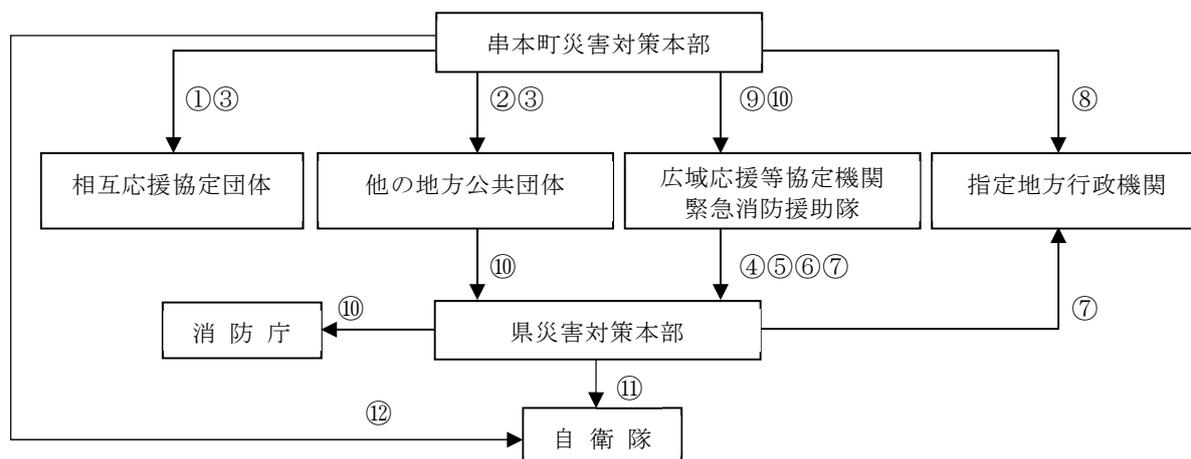 串本町災害対策本部
①③
②③
⑨⑩
⑧
相互応援協定団体
他の地方公共団体
広域応援等協定機関
緊急消防援助隊
指定地方行政機関
⑩
④⑤⑥⑦
⑦
消防庁
⑩
県災害対策本部
⑪
⑫
自衛隊